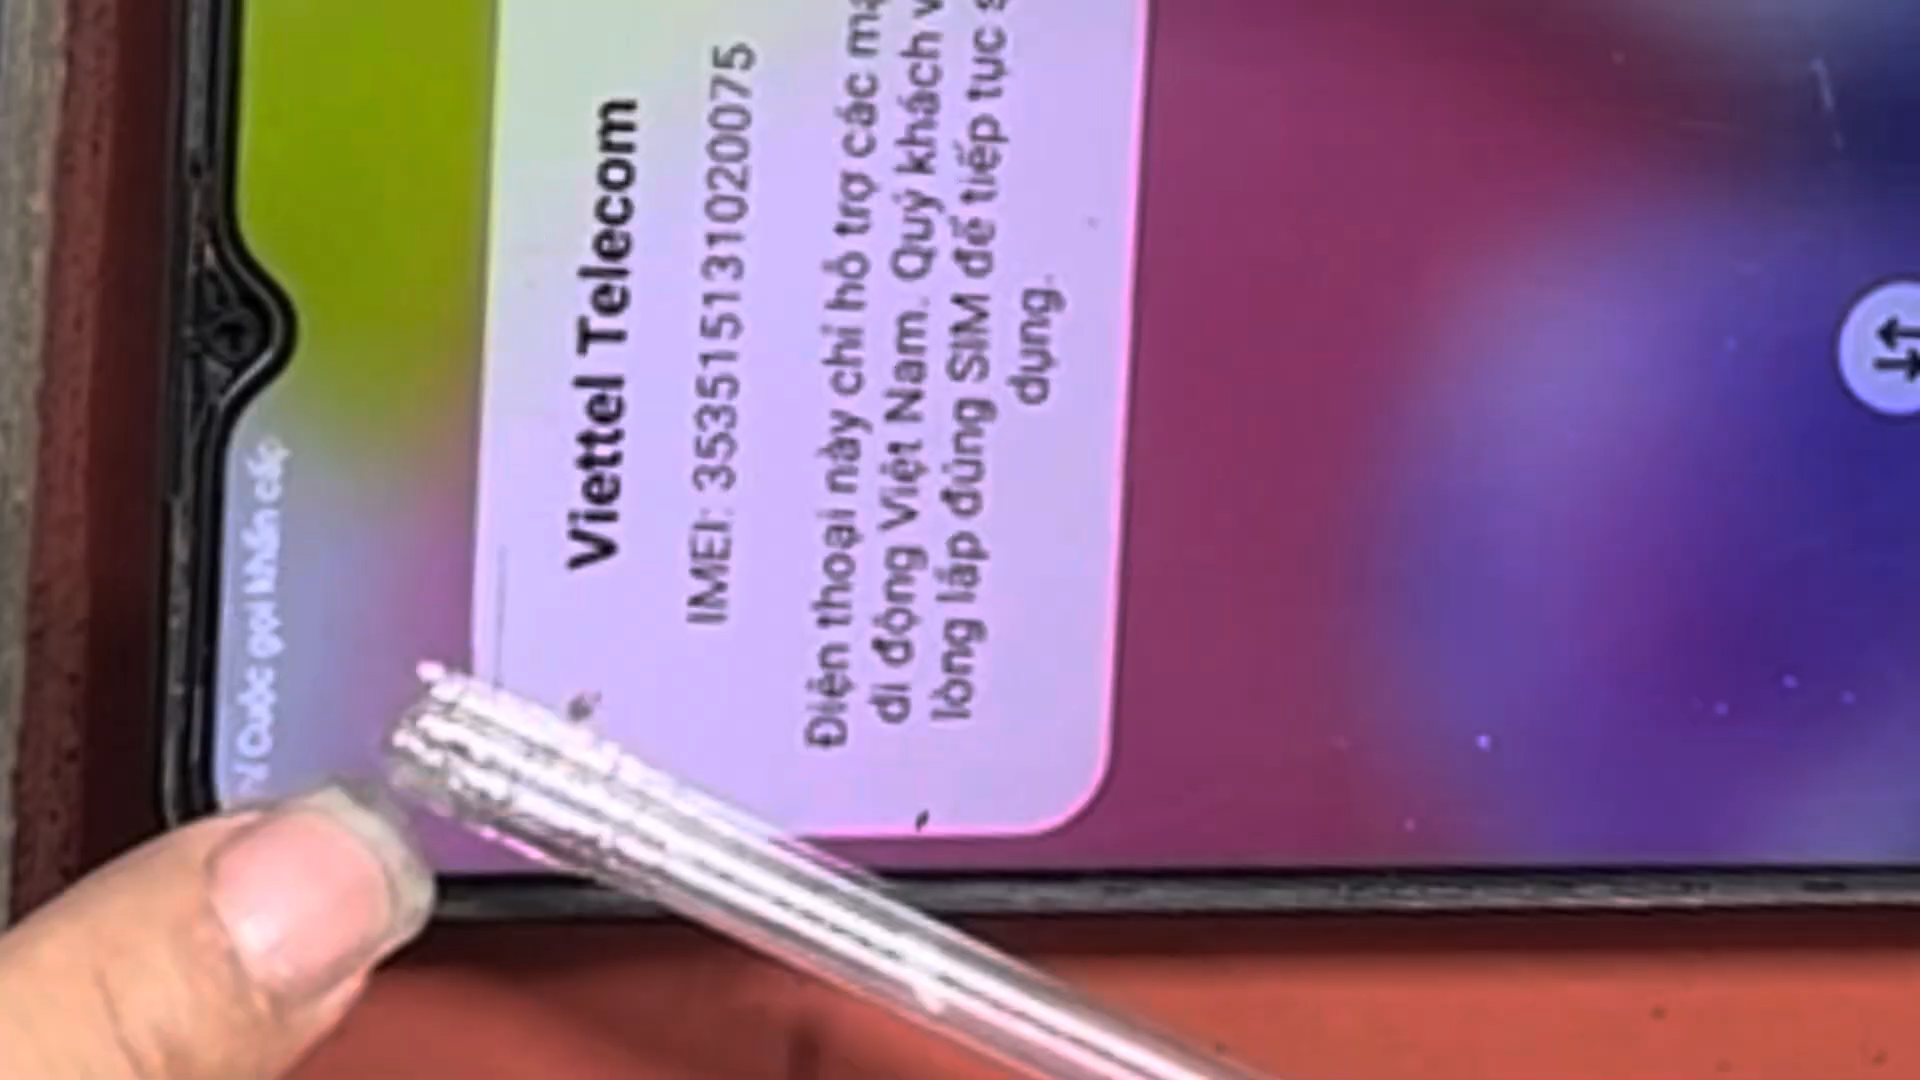 Cuộc gọi khẩn cấp
Viettel Telecom
IMEI: 353515131020075
Điện thoại này chỉ hỗ trợ các
di động Việt Nam. Quý khách
lòng lắp đúng SIM để tiếp tục
dụng.